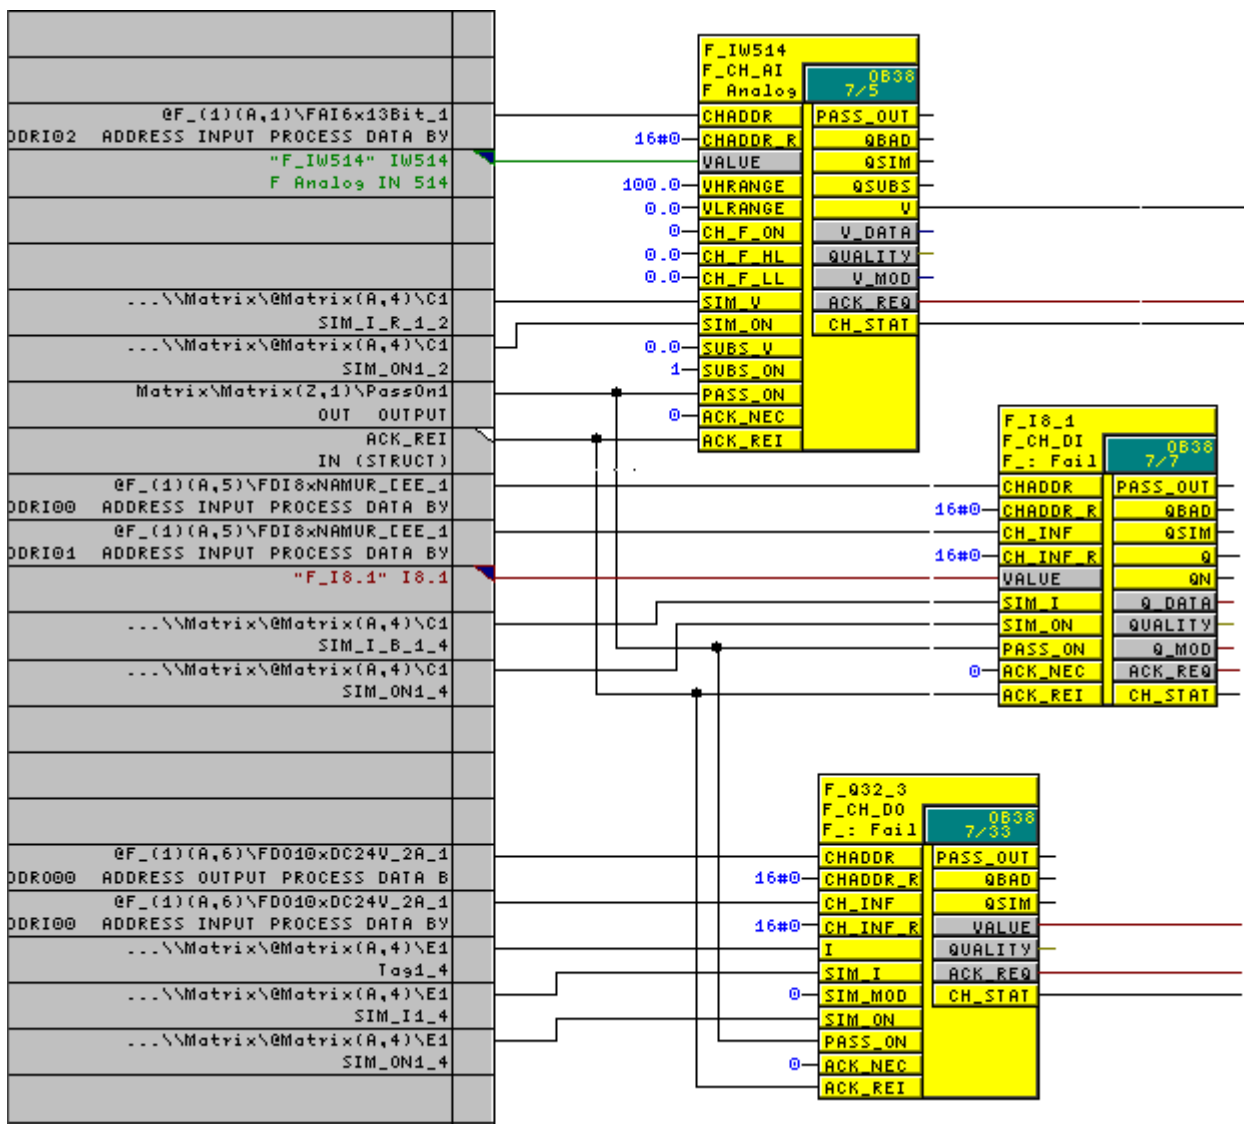 @F_(1)(A,1)\FAI6x13Bit_1
DDRI02 ADDRESS INPUT PROCESS DATA BY
"F_IW514" IW514
F Analog IN 514
...\\Matrix\@Matrix(A,4)\C1
SIM_I_R_1_2
...\\Matrix\@Matrix(A,4)\C1
SIM_ON1_2
Matrix\Matrix(Z,1)\PassOn1
OUT OUTPUT
ACK_REI
IN (STRUCT)
@F_(1)(A,5)\FDI8xNAMUR_[EE_1
DDRI00 ADDRESS INPUT PROCESS DATA BY
@F_(1)(A,5)\FDI8xNAMUR_[EE_1
DDRI01 ADDRESS INPUT PROCESS DATA BY
"F_I8.1" I8.1
...\\Matrix\@Matrix(A,4)\C1
SIM_I_B_1_4
...\\Matrix\@Matrix(A,4)\C1
SIM_ON1_4
@F_(1)(A,6)\FDO10xDC24V_2A_1
DDRO00 ADDRESS OUTPUT PROCESS DATA B
@F_(1)(A,6)\FDO10xDC24V_2A_1
DDRI00 ADDRESS INPUT PROCESS DATA BY
...\\Matrix\@Matrix(A,4)\E1
Tag1_4
...\\Matrix\@Matrix(A,4)\E1
SIM_I1_4
...\\Matrix\@Matrix(A,4)\E1
SIM_ON1_4
F_IW514
F_CH_AI OB38
F Analog 7/5
CHADDR PASS_OUT
16#0 CHADDR_R QBAD
VALUE QSIM
100.0 VHRANGE QSUBS
0.0 VLRANGE V
0 CH_F_ON V_DATA
0.0 CH_F_HL QUALITY
0.0 CH_F_LL V_MOD
SIM_V ACK_REQ
SIM_ON CH_STAT
0.0 SUBS_V
1 SUBS_ON
PASS_ON
0 ACK_NEC
ACK_REI
F_I8_1
F_CH_DI OB38
F_: Fail 7/7
CHADDR PASS_OUT
16#0 CHADDR_R QBAD
CH_INF QSIM
16#0 CH_INF_R Q
VALUE QN
SIM_I Q_DATA
SIM_ON QUALITY
PASS_ON Q_MOD
0 ACK_NEC ACK_REQ
ACK_REI CH_STAT
F_Q32_3
F_CH_DO OB38
F_: Fail 7/33
CHADDR PASS_OUT
16#0 CHADDR_R QBAD
CH_INF QSIM
16#0 CH_INF_R VALUE
I QUALITY
SIM_I ACK_REQ
0 SIM_MOD CH_STAT
SIM_ON
PASS_ON
0 ACK_NEC
ACK_REI